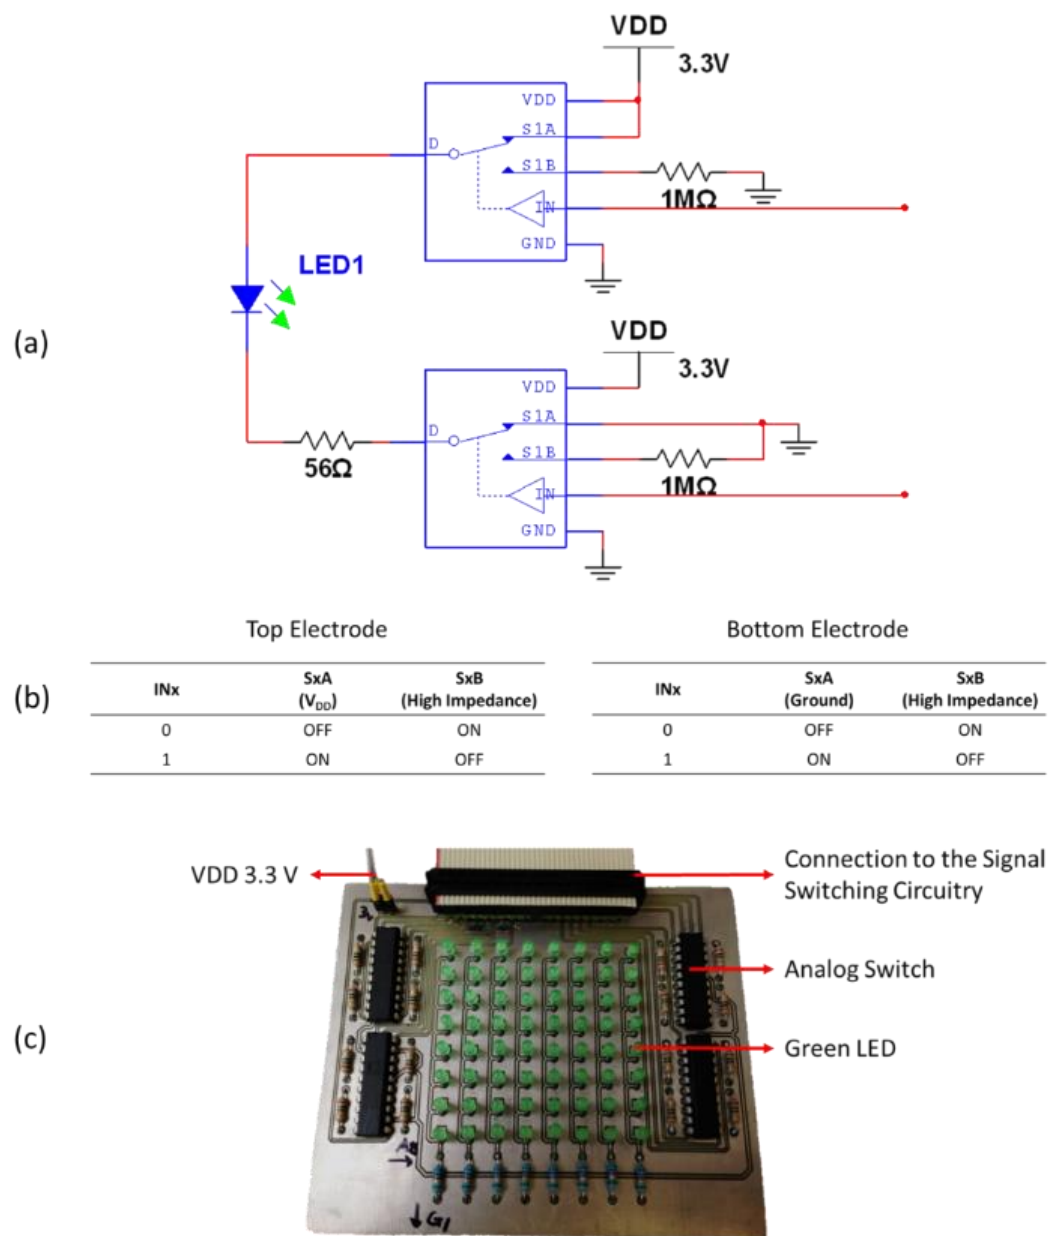 VDD
3.3V
VDD
S1A
D
S1B
1MΩ
IN
GND
LED1
(a)
VDD
3.3V
VDD
S1A
D
S1B
56Ω
1MΩ
IN
GND
Top Electrode
Bottom Electrode
(b)
INx SxA (VDD) SxB (High Impedance)
0 OFF ON
1 ON OFF
INx SxA (Ground) SxB (High Impedance)
0 OFF ON
1 ON OFF
(c)
VDD 3.3 V
Connection to the Signal
Switching Circuitry
Analog Switch
Green LED
G1